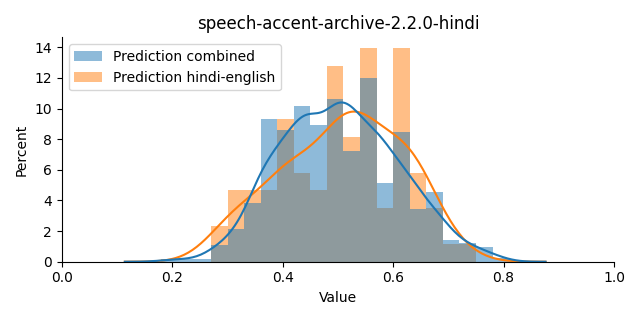 speech-accent-archive-2.2.0-hindi
Prediction combined
Prediction hindi-english
Percent
14
12
10
8
6
4
2
0
0.0 0.2 0.4 0.6 0.8 1.0
Value